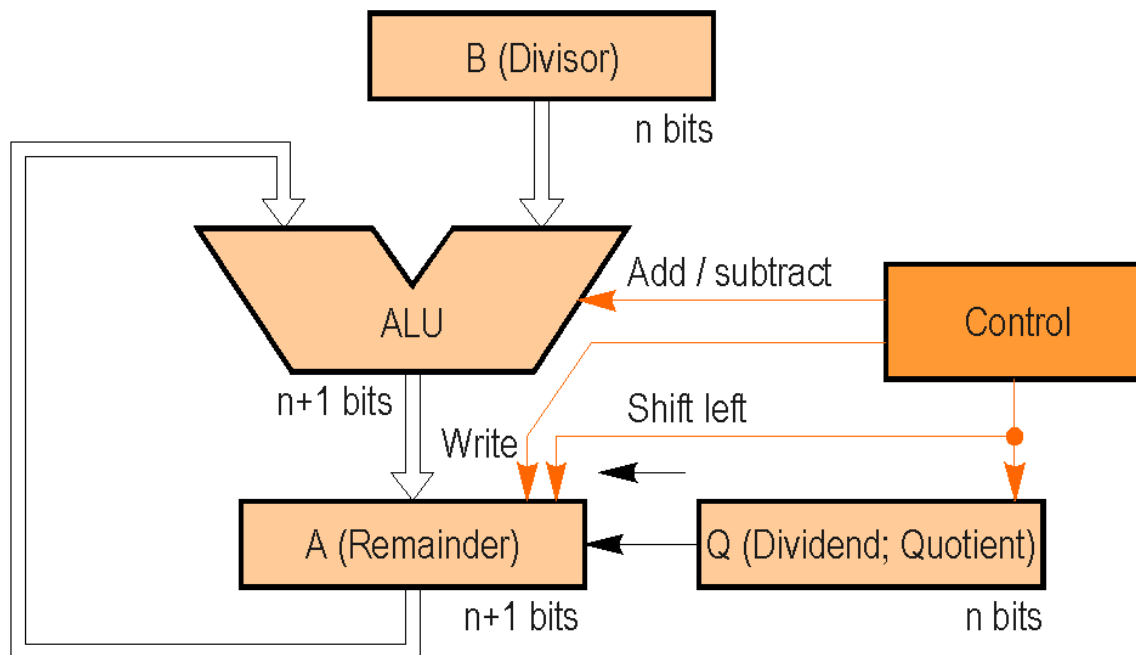 B (Divisor)
n bits
Add / subtract
ALU
Control
n+1 bits
Shift left
Write
A (Remainder)
Q (Dividend; Quotient)
n+1 bits
n bits